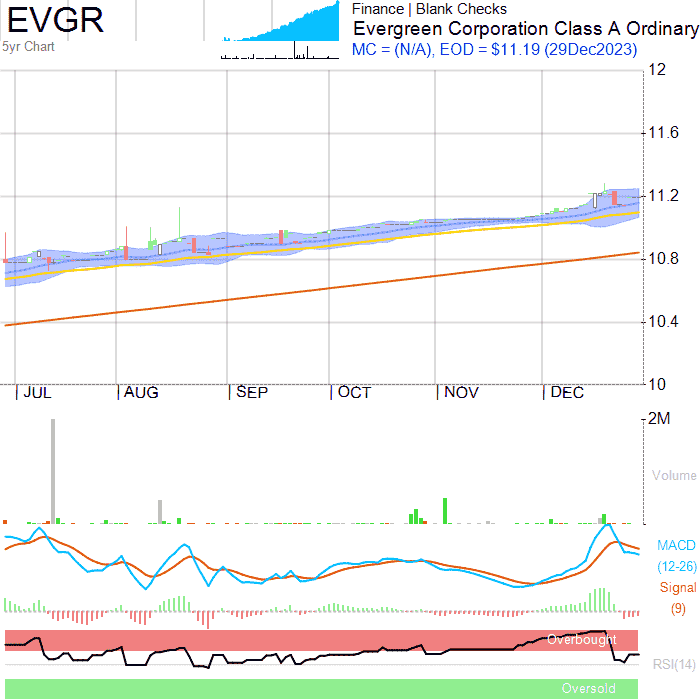 EVGR
5yr Chart
Finance | Blank Checks
Evergreen Corporation Class A Ordinary
MC = (N/A), EOD = $11.19 (29Dec2023)
12
11.6
11.2
10.8
10.4
10
JUL AUG SEP OCT NOV DEC
2M
Volume
MACD
(12-26)
Signal
(9)
Overbought
RSI(14)
Oversold